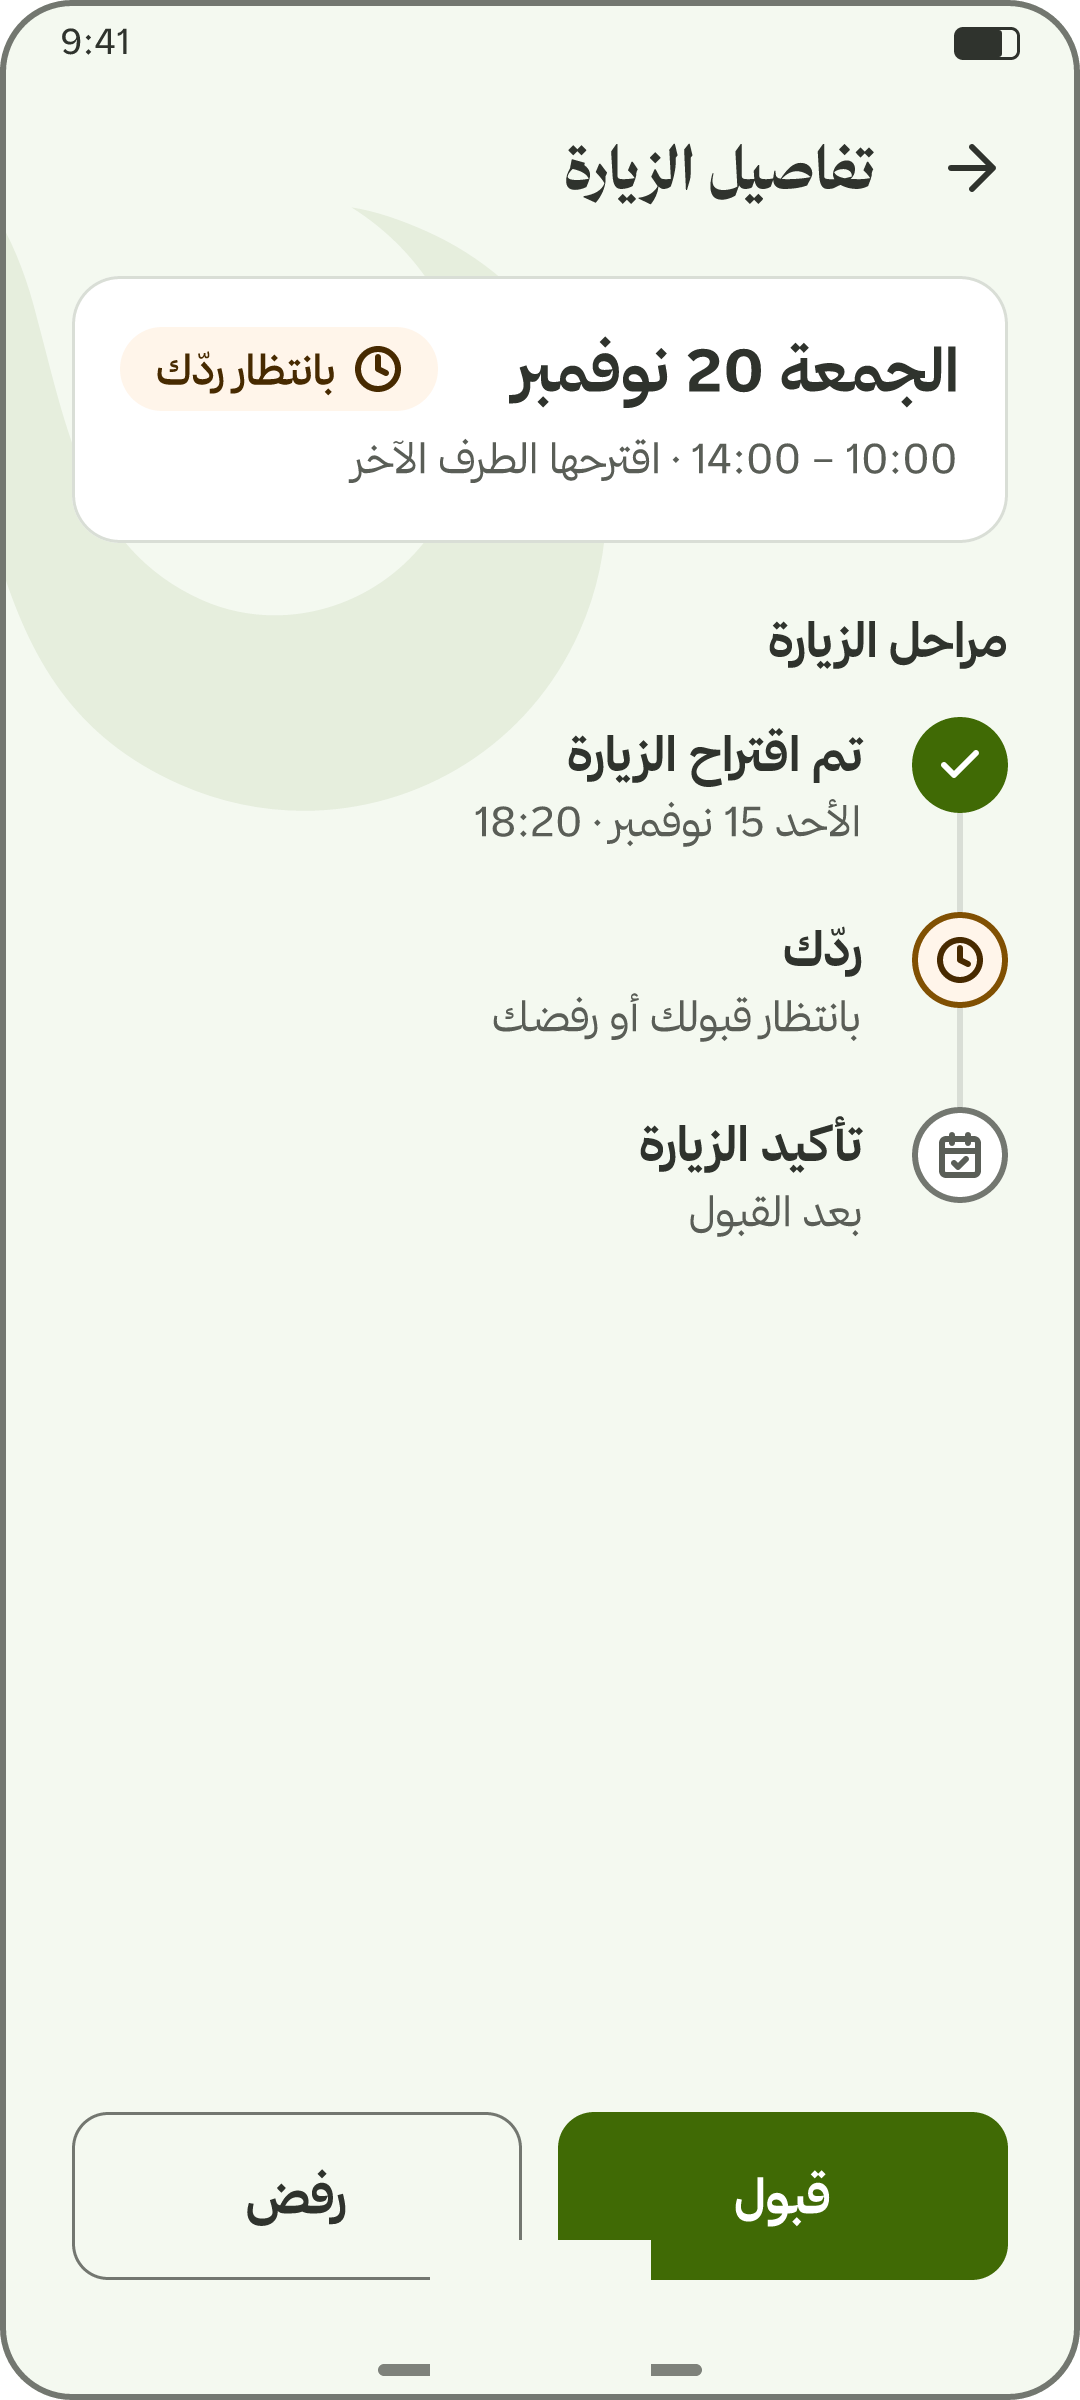 9:41
تفاصيل الزيارة
الجمعة 20 نوفمبر
بانتظار ردّك
10:00 – 14:00 · اقترحها الطرف الآخر
مراحل الزيارة
تم اقتراح الزيارة
الأحد 15 نوفمبر · 18:20
ردّك
بانتظار قبولك أو رفضك
تأكيد الزيارة
بعد القبول
قبول
رفض